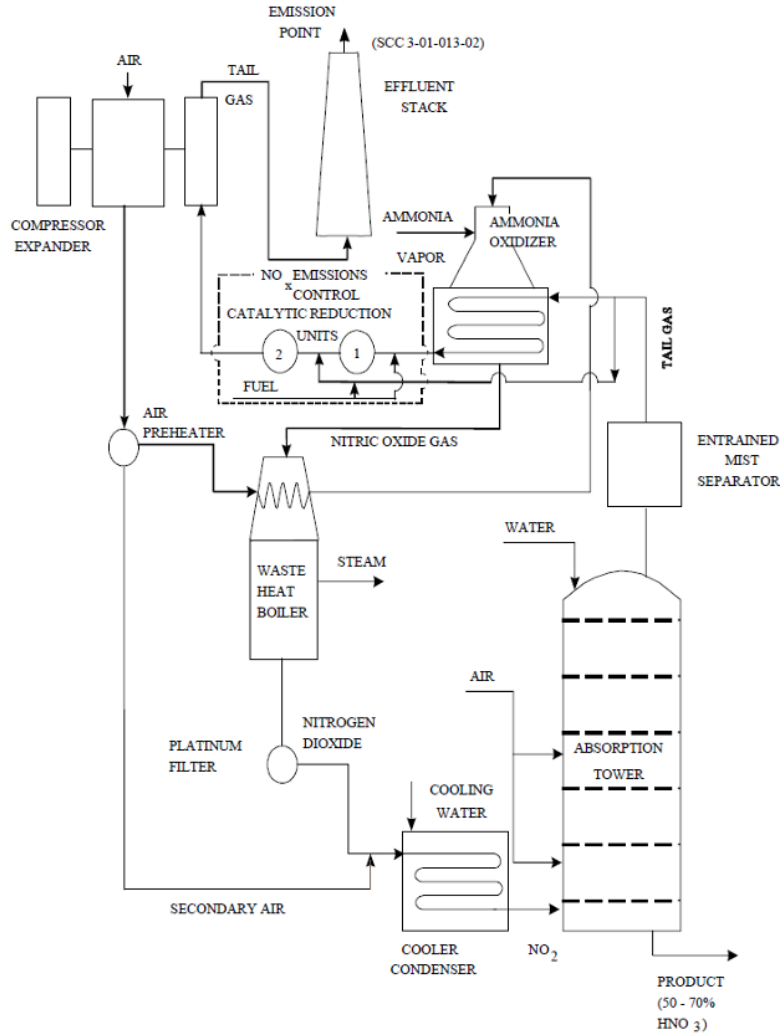 EMISSION
POINT
(SCC 3-01-013-02)
AIR
TAIL
GAS
EFFLUENT
STACK
COMPRESSOR
EXPANDER
AMMONIA
VAPOR
AMMONIA
OXIDIZER
NOx EMISSIONS
CONTROL
CATALYTIC REDUCTION
UNITS
2
1
FUEL
TAIL GAS
AIR
PREHEATER
NITRIC OXIDE GAS
ENTRAINED
MIST
SEPARATOR
WATER
STEAM
WASTE
HEAT
BOILER
AIR
NITROGEN
DIOXIDE
PLATINUM
FILTER
ABSORPTION
TOWER
COOLING
WATER
SECONDARY AIR
COOLER
CONDENSER
NO2
PRODUCT
(50 - 70%
HNO3)